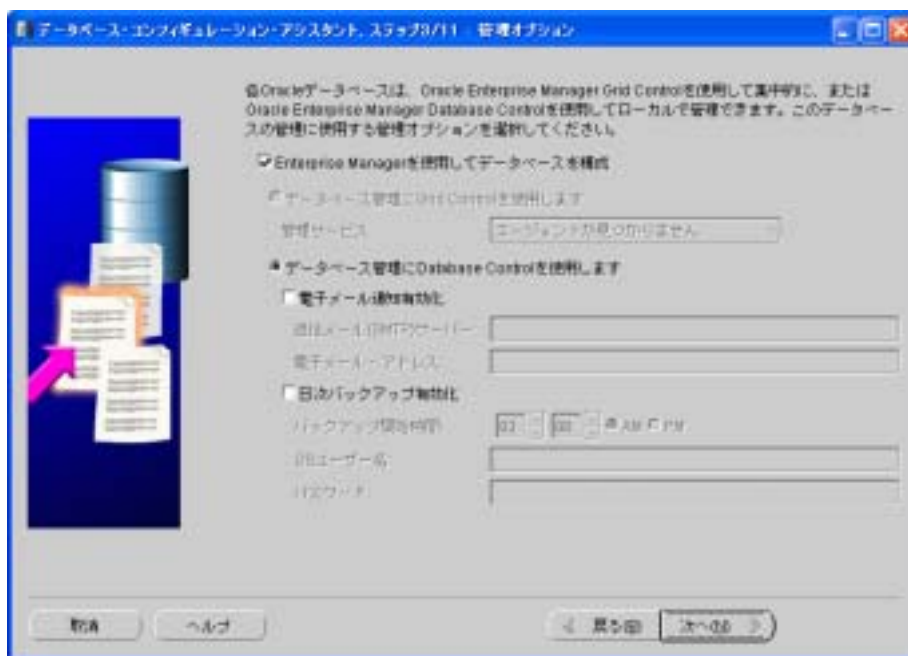 データベース・コンフィギュレーション・アシスタント, ステップ3/11 : 管理オプション
各Oracleデータベースは、Oracle Enterprise Manager Grid Controlを使用して集中的に、または
Oracle Enterprise Manager Database Controlを使用してローカルで管理できます。このデータベー
スの管理に使用する管理オプションを選択してください。
Enterprise Managerを使用してデータベースを構成
データベース管理にGrid Controlを使用します
管理サービス エージェントが見つかりません
データベース管理にDatabase Controlを使用します
電子メール通知有効化
送信メール(SMTP)サーバー
電子メール・アドレス
日次バックアップ有効化
バックアップ開始時間 AM PM
ユーザー名
パスワード
取消 ヘルプ 戻る(B) 次へ(N)